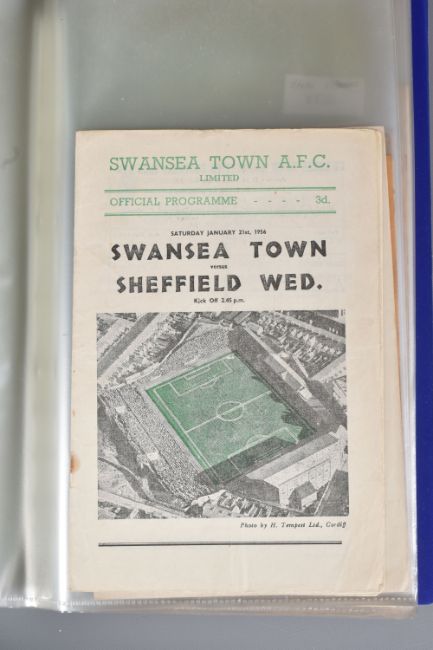 SWANSEA TOWN A.F.C.
LIMITED
OFFICIAL PROGRAMME - - - - 3d.
SATURDAY JANUARY 21st, 1956
SWANSEA TOWN
versus
SHEFFIELD WED.
Kick Off 2.45 p.m.
Photo by H. Tempest Ltd., Cardiff